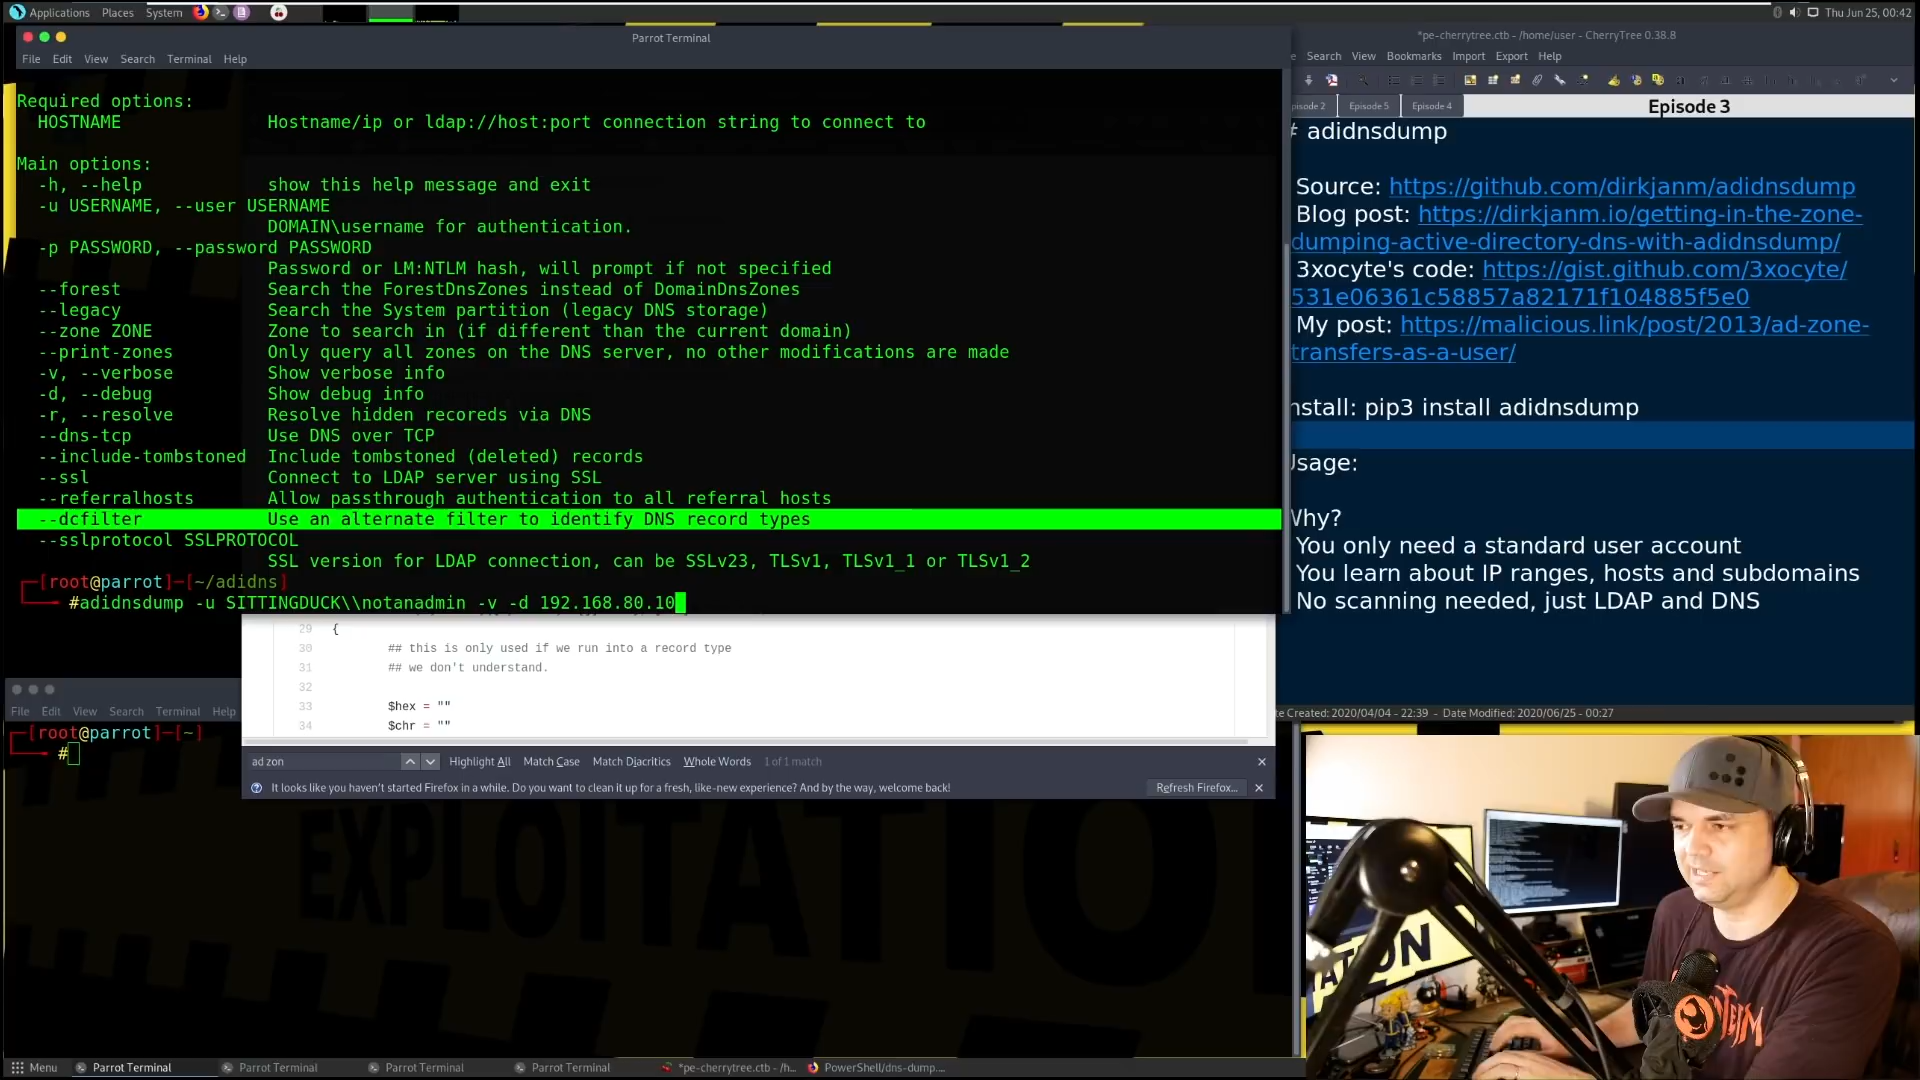 Applications Places System Thu Jun 25, 00:42
Parrot Terminal
File Edit View Search Terminal Help
Required options:
HOSTNAME Hostname/ip or ldap://host:port connection string to connect to
Main options:
-h, --help show this help message and exit
-u USERNAME, --user USERNAME
DOMAIN\username for authentication.
-p PASSWORD, --password PASSWORD
Password or LM:NTLM hash, will prompt if not specified
--forest Search the ForestDnsZones instead of DomainDnsZones
--legacy Search the System partition (legacy DNS storage)
--zone ZONE Zone to search in (if different than the current domain)
--print-zones Only query all zones on the DNS server, no other modifications are made
-v, --verbose Show verbose info
-d, --debug Show debug info
-r, --resolve Resolve hidden recoreds via DNS
--dns-tcp Use DNS over TCP
--include-tombstoned Include tombstoned (deleted) records
--ssl Connect to LDAP server using SSL
--referralhosts Allow passthrough authentication to all referral hosts
--dcfilter Use an alternate filter to identify DNS record types
--sslprotocol SSLPROTOCOL
SSL version for LDAP connection, can be SSLv23, TLSv1, TLSv1_1 or TLSv1_2
[root@parrot]-[~/adidns]
#adidnsdump -u SITTINGDUCK\\notanadmin -v -d 192.168.80.10
*pe-cherrytree.ctb - /home/user - CherryTree 0.38.8
e Search View Bookmarks Import Export Help
pisode 2 Episode 5 Episode 4 Episode 3
# adidnsdump
Source: https://github.com/dirkjanm/adidnsdump
Blog post: https://dirkjanm.io/getting-in-the-zone-
dumping-active-directory-dns-with-adidnsdump/
3xocyte's code: https://gist.github.com/3xocyte/
531e06361c58857a82171f104885f5e0
My post: https://malicious.link/post/2013/ad-zone-
transfers-as-a-user/
nstall: pip3 install adidnsdump
Usage:
Why?
You only need a standard user account
You learn about IP ranges, hosts and subdomains
No scanning needed, just LDAP and DNS
te Created: 2020/04/04 - 22:39 - Date Modified: 2020/06/25 - 00:27
29 {
30 ## this is only used if we run into a record type
31 ## we don't understand.
32
33 $hex = ""
34 $chr = ""
ad zon Highlight All Match Case Match Diacritics Whole Words 1 of 1 match
It looks like you haven't started Firefox in a while. Do you want to clean it up for a fresh, like-new experience? And by the way, welcome back! Refresh Firefox...
File Edit View Search Terminal Help
[root@parrot]-[~]
#
EXPLOITATION
ATION
Menu Parrot Terminal Parrot Terminal Parrot Terminal Parrot Terminal *pe-cherrytree.ctb - /h... PowerShell/dns-dump....